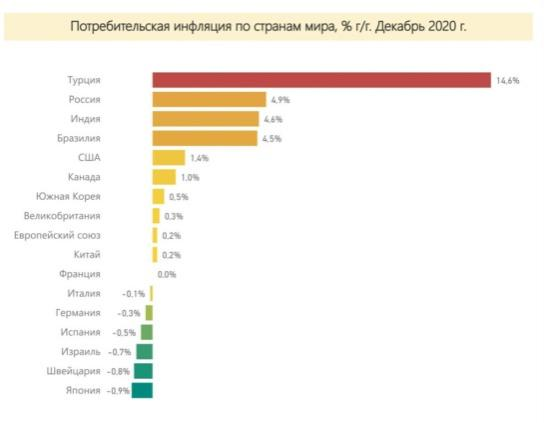 Потребительская инфляция по странам мира, % г/г. Декабрь 2020 г.
Турция 14,6%
Россия 4,9%
Индия 4,6%
Бразилия 4,5%
США 1,4%
Канада 1,0%
Южная Корея 0,5%
Великобритания 0,3%
Европейский союз 0,2%
Китай 0,2%
Франция 0,0%
Италия -0,1%
Германия -0,3%
Испания -0,5%
Израиль -0,7%
Швейцария -0,8%
Япония -0,9%